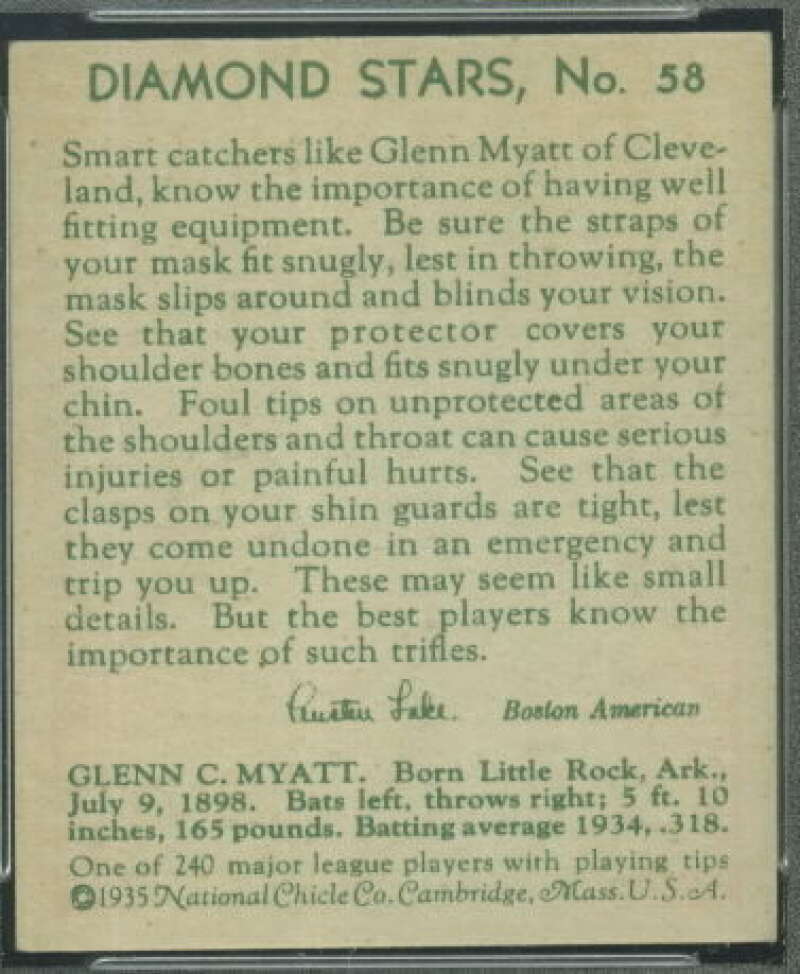 DIAMOND STARS, No. 58
Smart catchers like Glenn Myatt of Cleve-
land, know the importance of having well
fitting equipment. Be sure the straps of
your mask fit snugly, lest in throwing, the
mask slips around and blinds your vision.
See that your protector covers your
shoulder bones and fits snugly under your
chin. Foul tips on unprotected areas of
the shoulders and throat can cause serious
injuries or painful hurts. See that the
clasps on your shin guards are tight, lest
they come undone in an emergency and
trip you up. These may seem like small
details. But the best players know the
importance of such trifles.
Austen Lake. Boston American
GLENN C. MYATT. Born Little Rock, Ark.,
July 9, 1898. Bats left, throws right; 5 ft. 10
inches, 165 pounds. Batting average 1934, .318.
One of 240 major league players with playing tips
©1935 National Chicle Co. Cambridge, Mass. U.S.A.